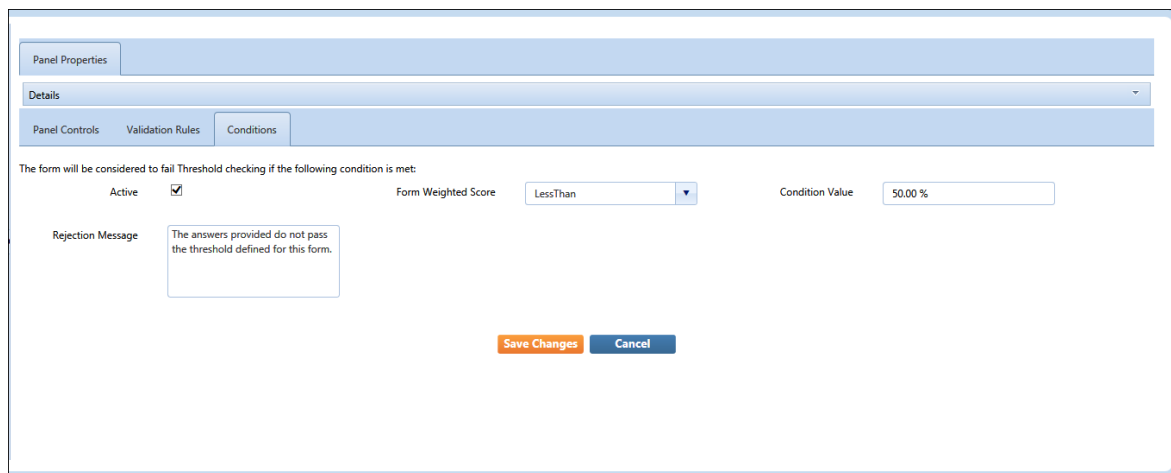 Panel Properties
Details
Panel Controls Validation Rules Conditions
The form will be considered to fail Threshold checking if the following condition is met:
Active Form Weighted Score LessThan Condition Value 50.00 %
Rejection Message The answers provided do not pass
the threshold defined for this form.
Save Changes Cancel